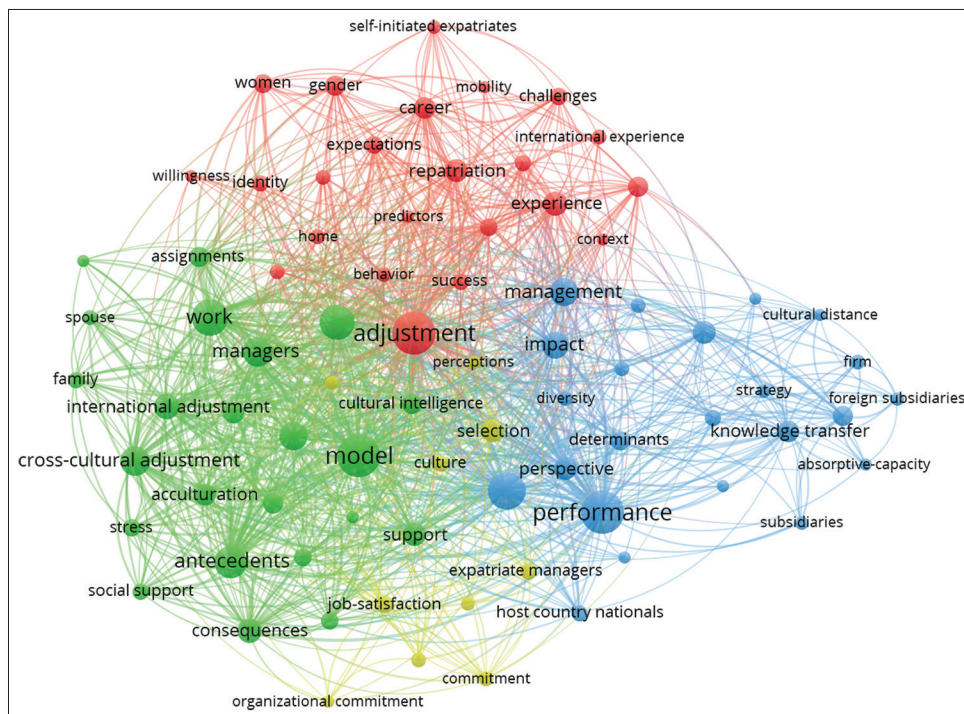 self-initiated expatriates
women
gender
mobility
challenges
career
international experience
expectations
repatriation
willingness
identity
experience
predictors
home
context
assignments
behavior
success
management
work
adjustment
cultural distance
spouse
managers
impact
perceptions
firm
family
strategy
foreign subsidiaries
international adjustment
cultural intelligence
diversity
selection
determinants
knowledge transfer
cross-cultural adjustment
model
culture
perspective
absorptive-capacity
acculturation
performance
stress
support
subsidiaries
antecedents
expatriate managers
social support
job-satisfaction
host country nationals
consequences
commitment
organizational commitment